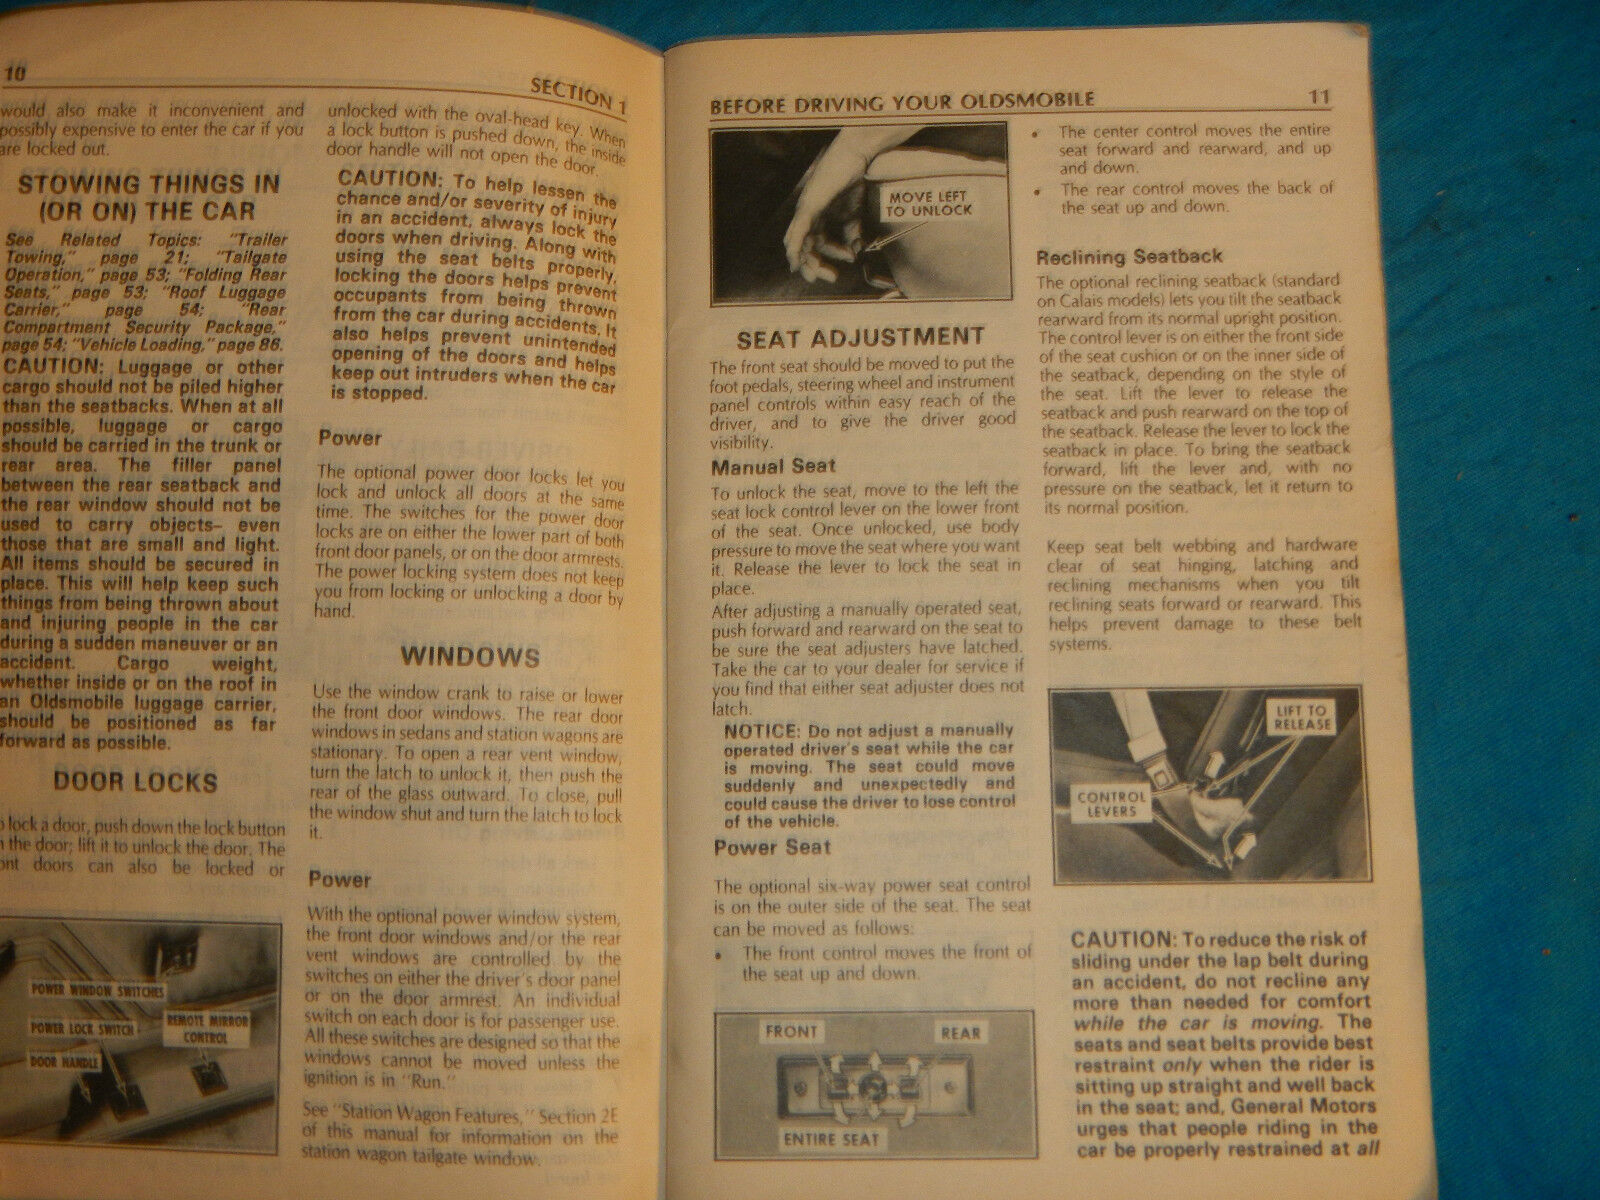 10
SECTION 1
would also make it inconvenient and
possibly expensive to enter the car if you
are locked out.
STOWING THINGS IN
(OR ON) THE CAR
See Related Topics: "Trailer
Towing," page 21; "Tailgate
Operation," page 53; "Folding Rear
Seats," page 53; "Roof Luggage
Carrier," page 54; "Rear
Compartment Security Package,"
page 54; "Vehicle Loading," page 86.
CAUTION: Luggage or other
cargo should not be piled higher
than the seatbacks. When at all
possible, luggage or cargo
should be carried in the trunk or
rear area. The filler panel
between the rear seatback and
the rear window should not be
used to carry objects– even
those that are small and light.
All items should be secured in
place. This will help keep such
things from being thrown about
and injuring people in the car
during a sudden maneuver or an
accident. Cargo weight,
whether inside or on the roof in
an Oldsmobile luggage carrier,
should be positioned as far
forward as possible.
DOOR LOCKS
o lock a door, push down the lock button
n the door; lift it to unlock the door. The
ont doors can also be locked or
POWER WINDOW SWITCHES
POWER LOCK SWITCH
REMOTE MIRROR
CONTROL
DOOR HANDLE
unlocked with the oval-head key. When
a lock button is pushed down, the inside
door handle will not open the door.
CAUTION: To help lessen the
chance and/or severity of injury
in an accident, always lock the
doors when driving. Along with
using the seat belts properly,
locking the doors helps prevent
occupants from being thrown
from the car during accidents. It
also helps prevent unintended
opening of the doors and helps
keep out intruders when the car
is stopped.
Power
The optional power door locks let you
lock and unlock all doors at the same
time. The switches for the power door
locks are on either the lower part of both
front door panels, or on the door armrests.
The power locking system does not keep
you from locking or unlocking a door by
hand.
WINDOWS
Use the window crank to raise or lower
the front door windows. The rear door
windows in sedans and station wagons are
stationary. To open a rear vent window,
turn the latch to unlock it, then push the
rear of the glass outward. To close, pull
the window shut and turn the latch to lock
it.
Power
With the optional power window system,
the front door windows and/or the rear
vent windows are controlled by the
switches on either the driver's door panel
or on the door armrest. An individual
switch on each door is for passenger use.
All these switches are designed so that the
windows cannot be moved unless the
ignition is in "Run."
See "Station Wagon Features," Section 2E
of this manual for information on the
station wagon tailgate window.
BEFORE DRIVING YOUR OLDSMOBILE
11
MOVE LEFT
TO UNLOCK
SEAT ADJUSTMENT
The front seat should be moved to put the
foot pedals, steering wheel and instrument
panel controls within easy reach of the
driver, and to give the driver good
visibility.
Manual Seat
To unlock the seat, move to the left the
seat lock control lever on the lower front
of the seat. Once unlocked, use body
pressure to move the seat where you want
it. Release the lever to lock the seat in
place.
After adjusting a manually operated seat,
push forward and rearward on the seat to
be sure the seat adjusters have latched.
Take the car to your dealer for service if
you find that either seat adjuster does not
latch.
NOTICE: Do not adjust a manually
operated driver's seat while the car
is moving. The seat could move
suddenly and unexpectedly and
could cause the driver to lose control
of the vehicle.
Power Seat
The optional six-way power seat control
is on the outer side of the seat. The seat
can be moved as follows:
• The front control moves the front of
the seat up and down.
FRONT
REAR
ENTIRE SEAT
• The center control moves the entire
seat forward and rearward, and up
and down.
• The rear control moves the back of
the seat up and down.
Reclining Seatback
The optional reclining seatback (standard
on Calais models) lets you tilt the seatback
rearward from its normal upright position.
The control lever is on either the front side
of the seat cushion or on the inner side of
the seatback, depending on the style of
the seat. Lift the lever to release the
seatback and push rearward on the top of
the seatback. Release the lever to lock the
seatback in place. To bring the seatback
forward, lift the lever and, with no
pressure on the seatback, let it return to
its normal position.
Keep seat belt webbing and hardware
clear of seat hinging, latching and
reclining mechanisms when you tilt
reclining seats forward or rearward. This
helps prevent damage to these belt
systems.
LIFT TO
RELEASE
CONTROL
LEVERS
CAUTION: To reduce the risk of
sliding under the lap belt during
an accident, do not recline any
more than needed for comfort
while the car is moving. The
seats and seat belts provide best
restraint only when the rider is
sitting up straight and well back
in the seat; and, General Motors
urges that people riding in the
car be properly restrained at all